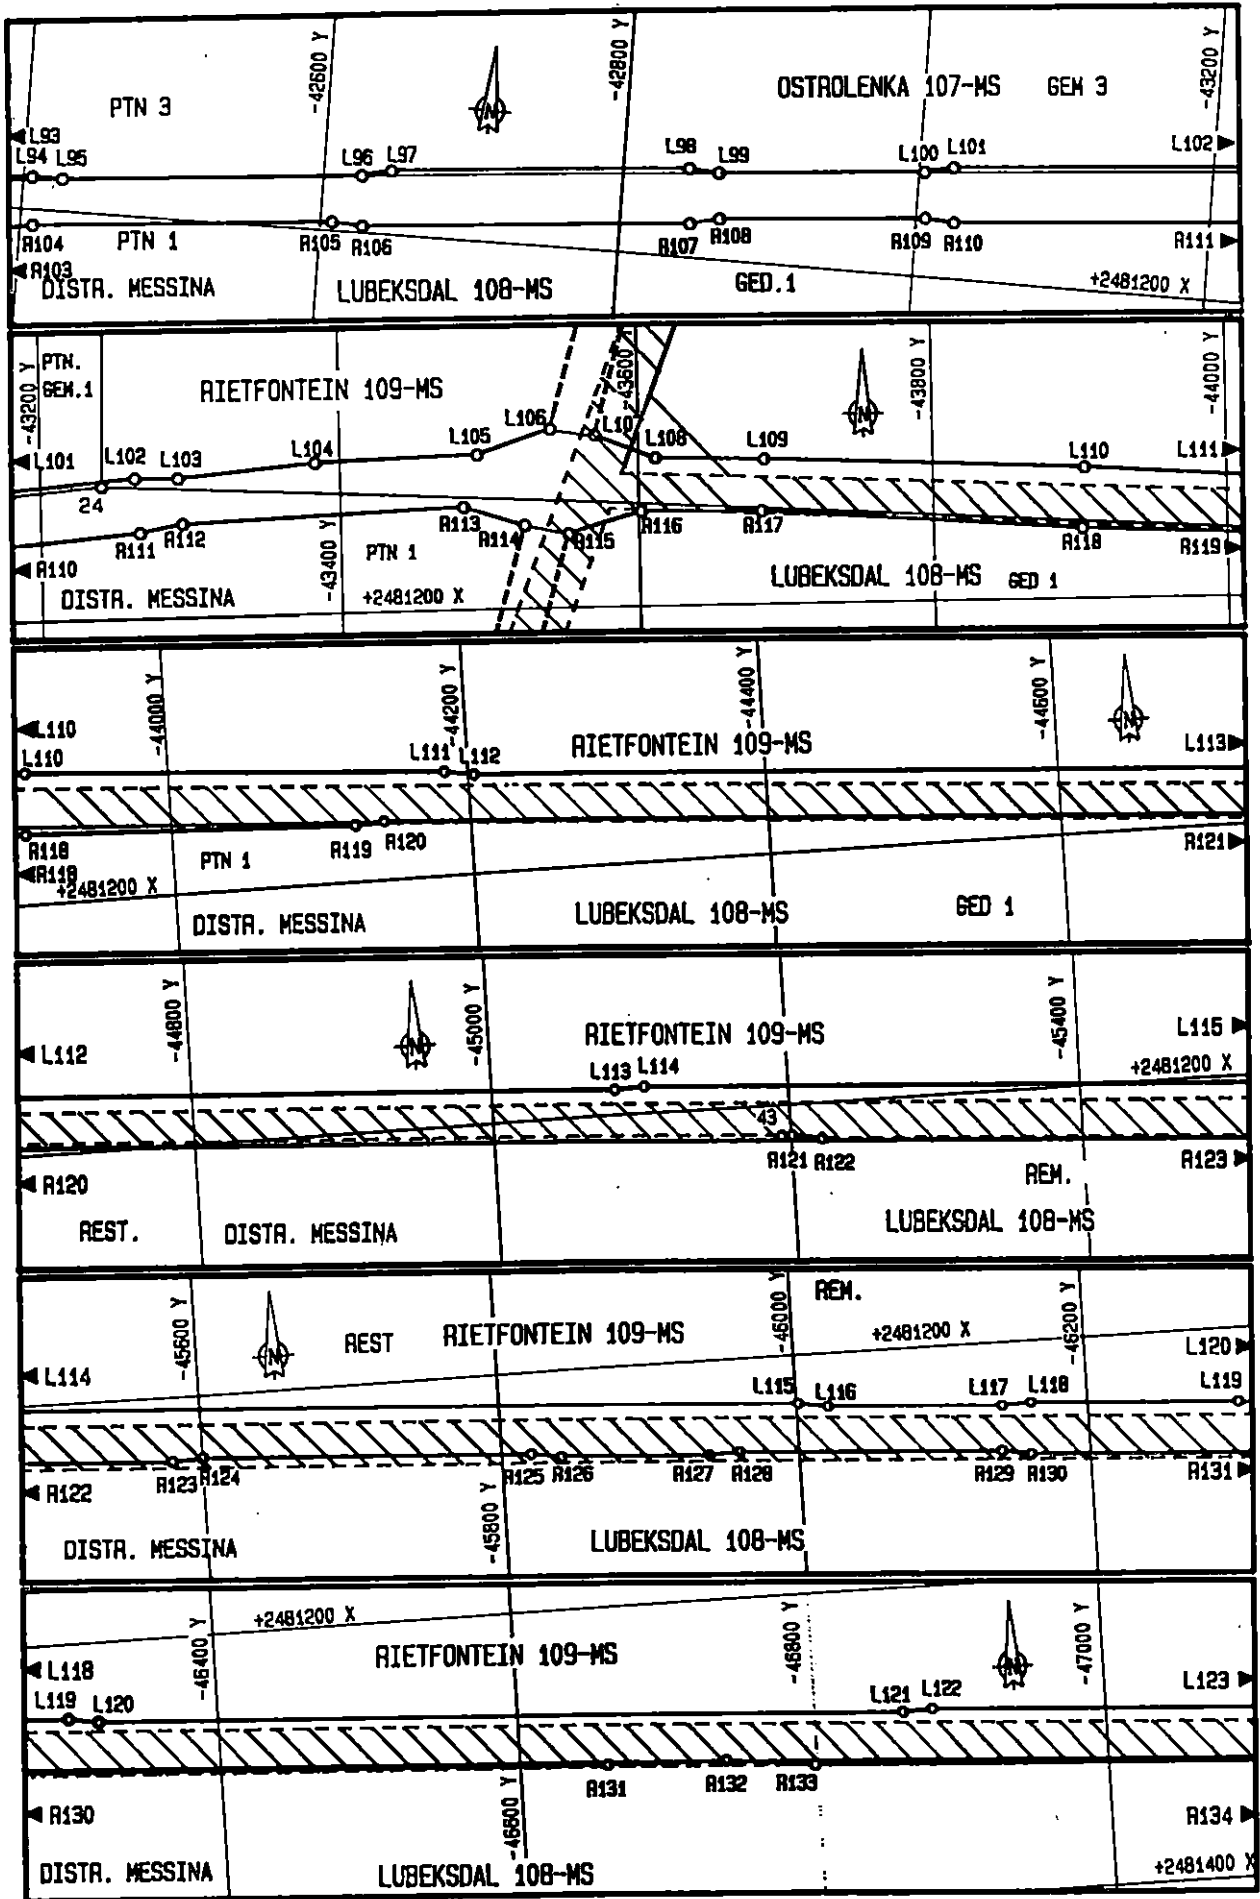 -42600 Y
-42800 Y
-43200 Y
PTN 3
N
OSTROLENKA 107-MS GEM 3
L93
L94 L95 L96 L97 L98 L99 L100 L101 L102
R104 PTN 1 R105 R106 R107 R108 R109 R110 R111
R103
DISTR. MESSINA LUBEKSDAL 108-MS GED.1 +2481200 X
-43200 Y
PTN.
GEM.1
RIETFONTEIN 109-MS
-43600 Y
-43800 Y
-44000 Y
N
L101 L102 L103 L104 L105 L106 L10 L108 L109 L110 L111
24
R110 R111 R112 R113 R114 R115 R116 R117 R118 R119
-43400 Y
PTN 1
DISTR. MESSINA +2481200 X LUBEKSDAL 108-MS GED 1
-44000 Y
-44200 Y
-44400 Y
-44600 Y
N
L110
L110 L111 L112 RIETFONTEIN 109-MS L113
R118 PTN 1 R119 R120 R121
R119
+2481200 X
DISTR. MESSINA LUBEKSDAL 108-MS GED 1
-44800 Y
-45000 Y
-45400 Y
N
L112 RIETFONTEIN 109-MS L115
L113 L114 +2481200 X
43
R120 R121 R122 R123
REM.
REST. DISTR. MESSINA LUBEKSDAL 108-MS
-45600 Y
-46000 Y
REM.
-46200 Y
N
REST RIETFONTEIN 109-MS +2481200 X
L114 L115 L116 L117 L118 L119 L120
R122 R123 R124 R125 R126 R127 R128 R129 R130 R131
-45800 Y
DISTR. MESSINA LUBEKSDAL 108-MS
-46400 Y
+2481200 X
-46800 Y
-47000 Y
N
L118 RIETFONTEIN 109-MS L123
L119 L120 L121 L122
R131 R132 R133
-46600 Y
R130 R134
DISTR. MESSINA LUBEKSDAL 108-MS +2481400 X